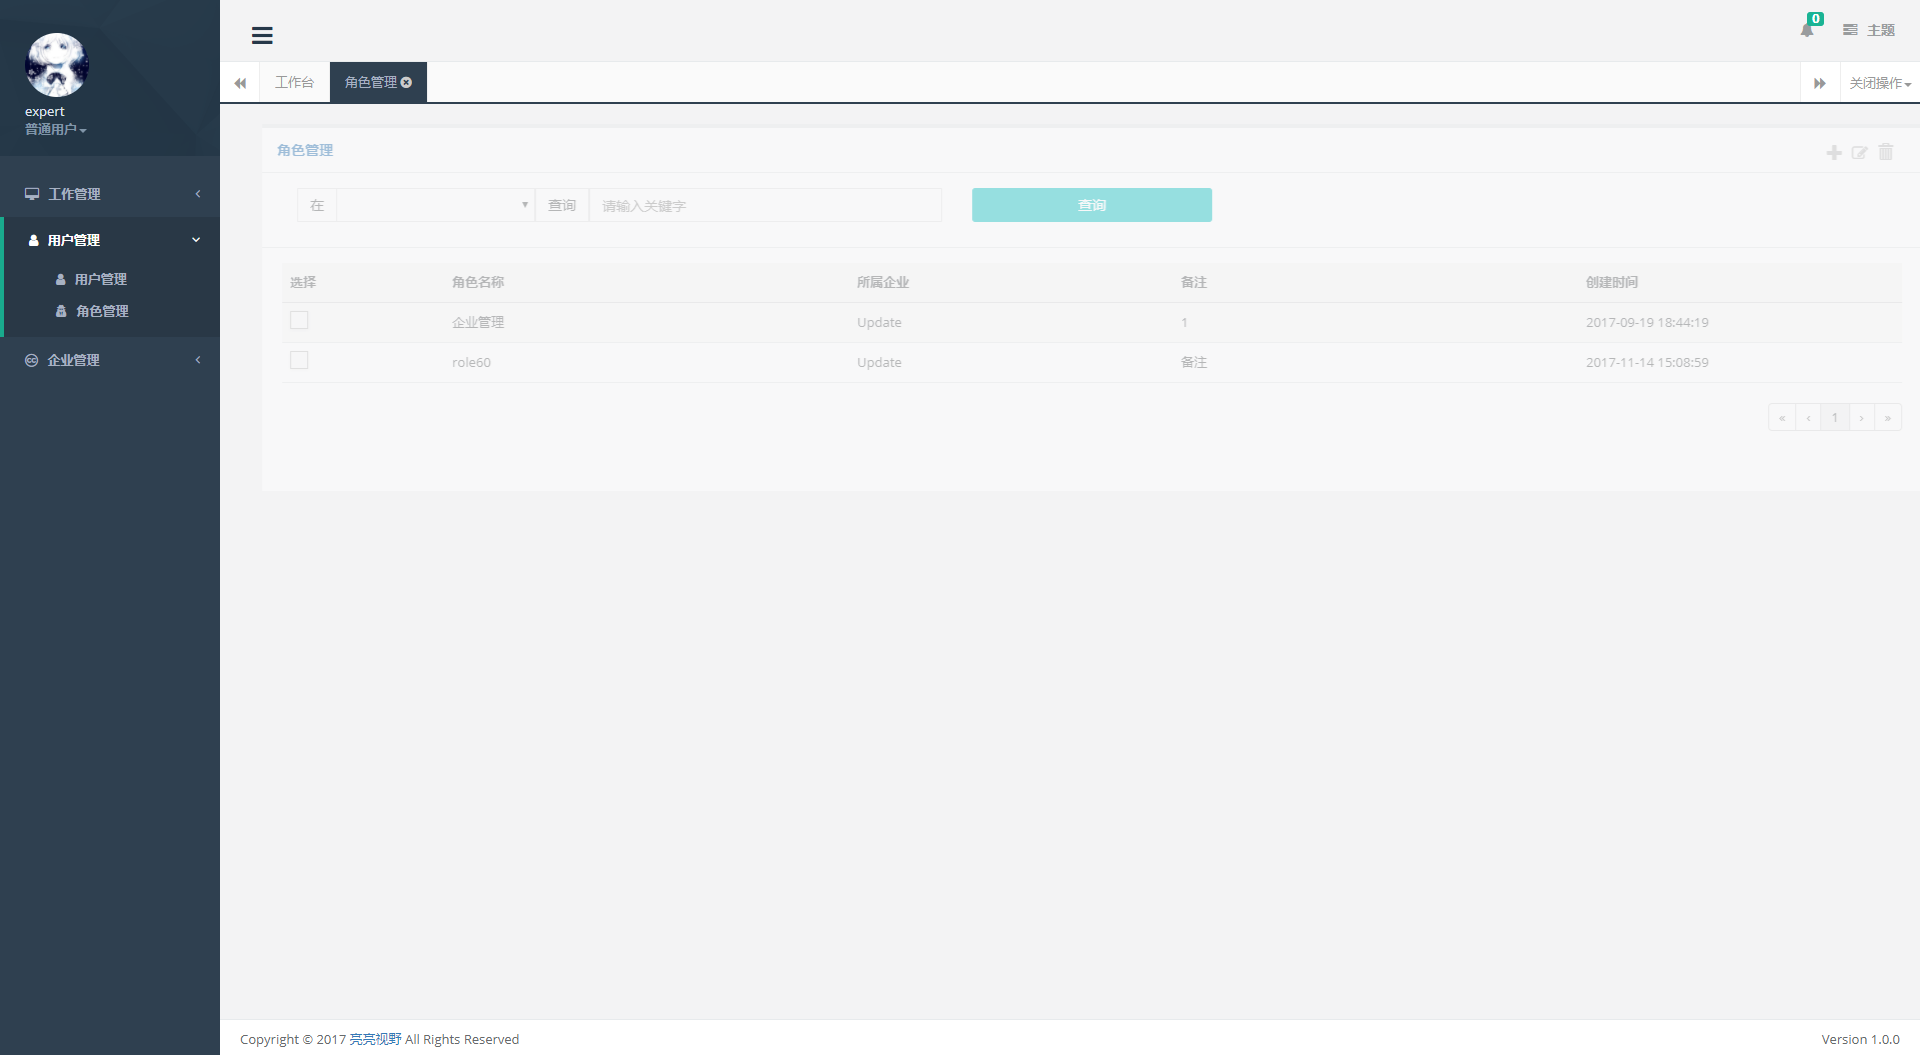 expert
普通用户
工作管理
用户管理
用户管理
角色管理
企业管理
0
主题
工作台
角色管理
关闭操作
角色管理
在
查询
请输入关键字
查询
选择 角色名称 所属企业 备注 创建时间
企业管理 Update 1 2017-09-19 18:44:19
role60 Update 备注 2017-11-14 15:08:59
« ‹ 1 › »
Copyright © 2017 亮亮视野 All Rights Reserved
Version 1.0.0